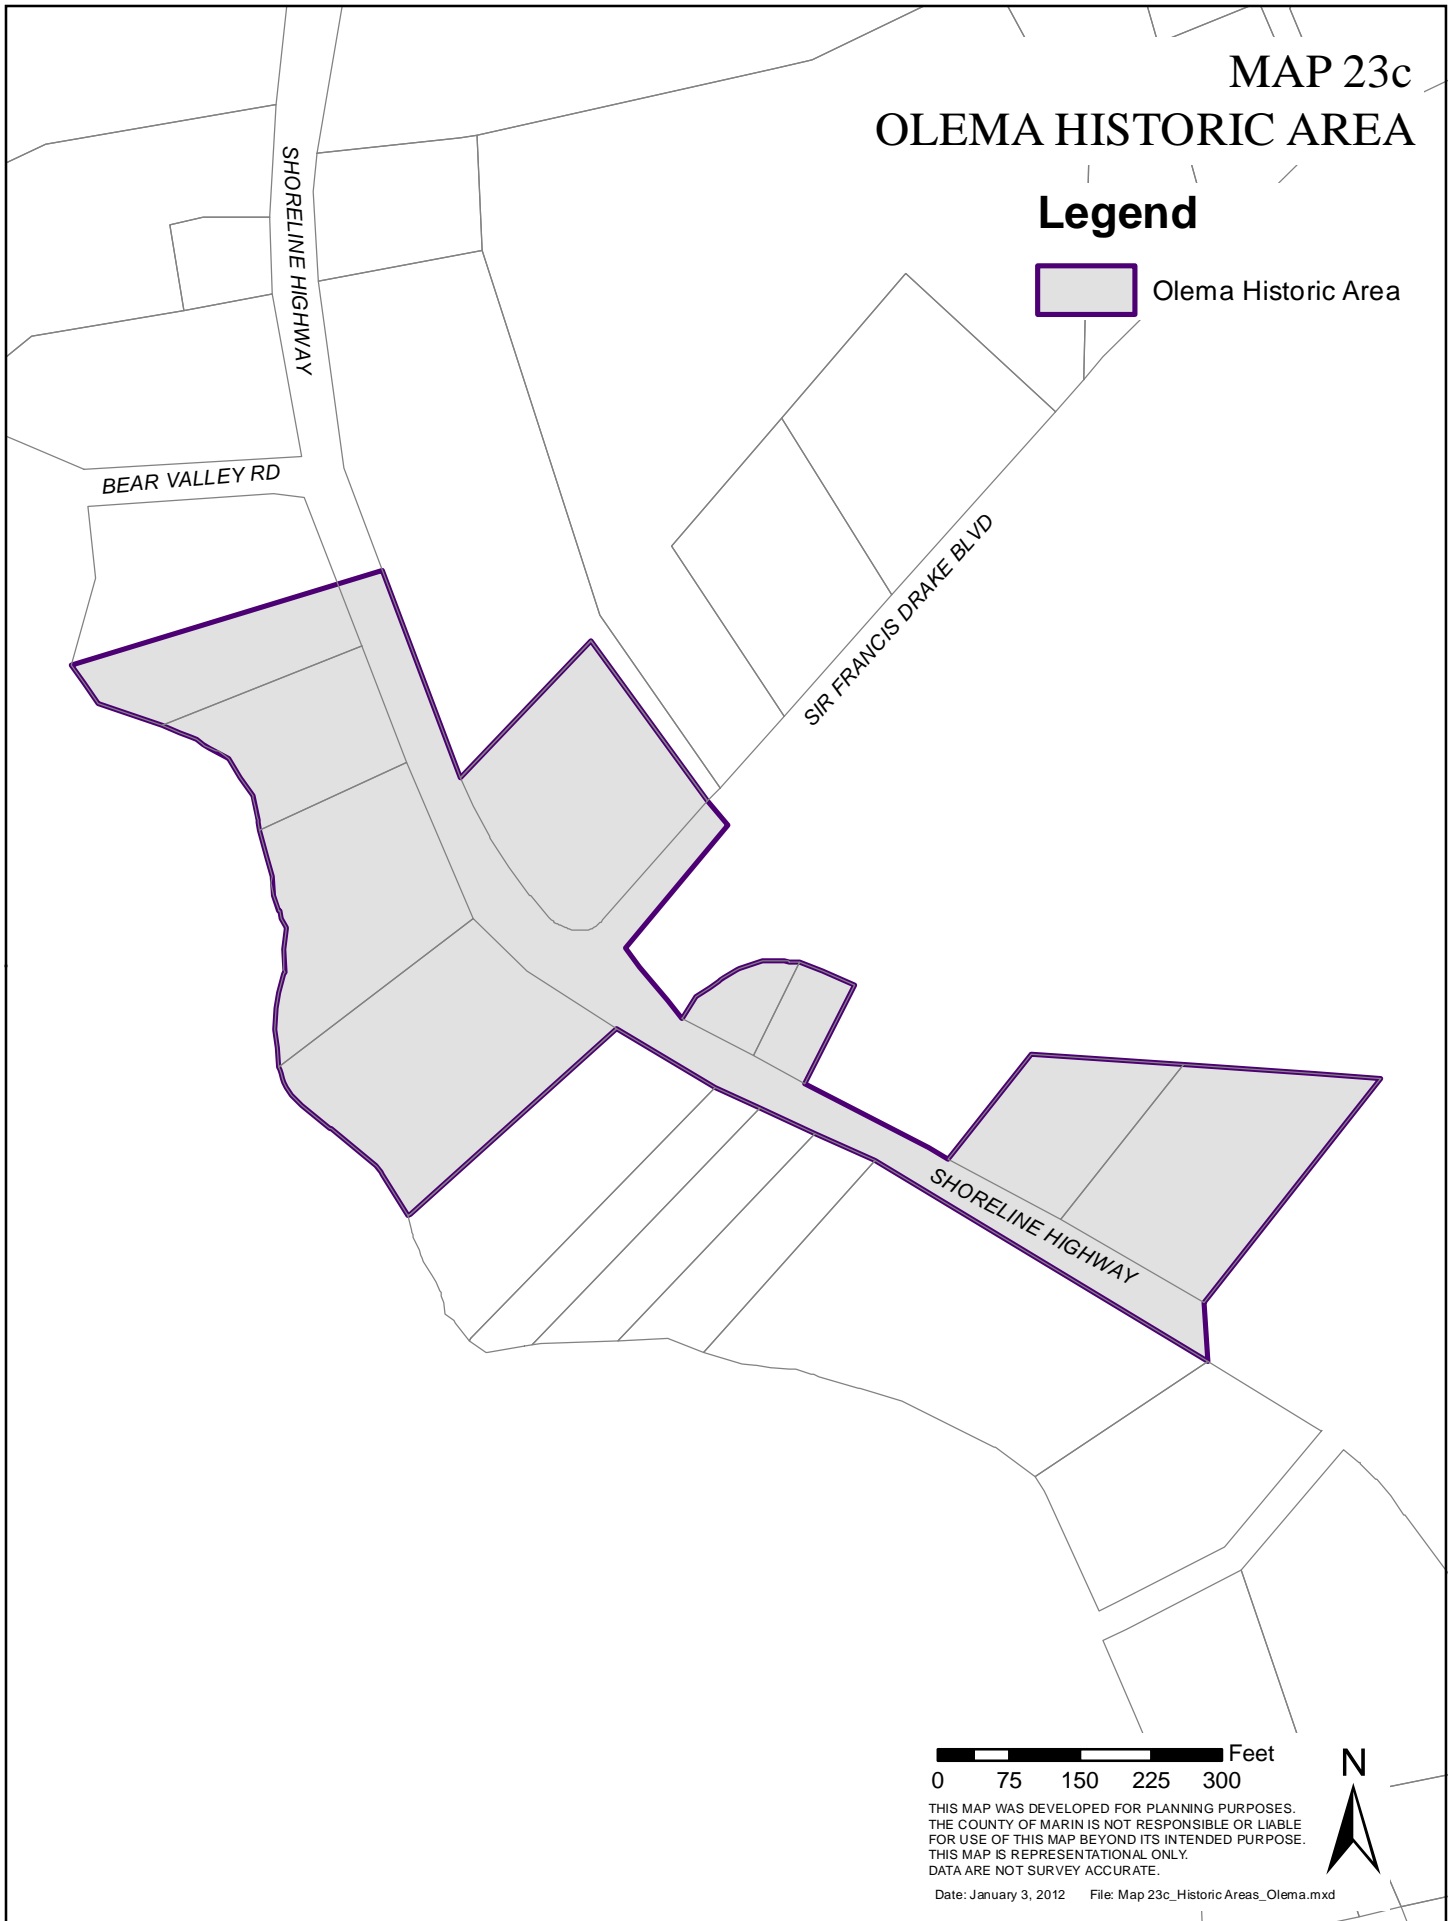 MAP 23c
OLEMA HISTORIC AREA
Legend
Olema Historic Area
SHORELINE HIGHWAY
BEAR VALLEY RD
SIR FRANCIS DRAKE BLVD
SHORELINE HIGHWAY
Feet
0 75 150 225 300
N
THIS MAP WAS DEVELOPED FOR PLANNING PURPOSES.
THE COUNTY OF MARIN IS NOT RESPONSIBLE OR LIABLE
FOR USE OF THIS MAP BEYOND ITS INTENDED PURPOSE.
THIS MAP IS REPRESENTATIONAL ONLY.
DATA ARE NOT SURVEY ACCURATE.
Date: January 3, 2012 File: Map 23c_Historic Areas_Olema.mxd